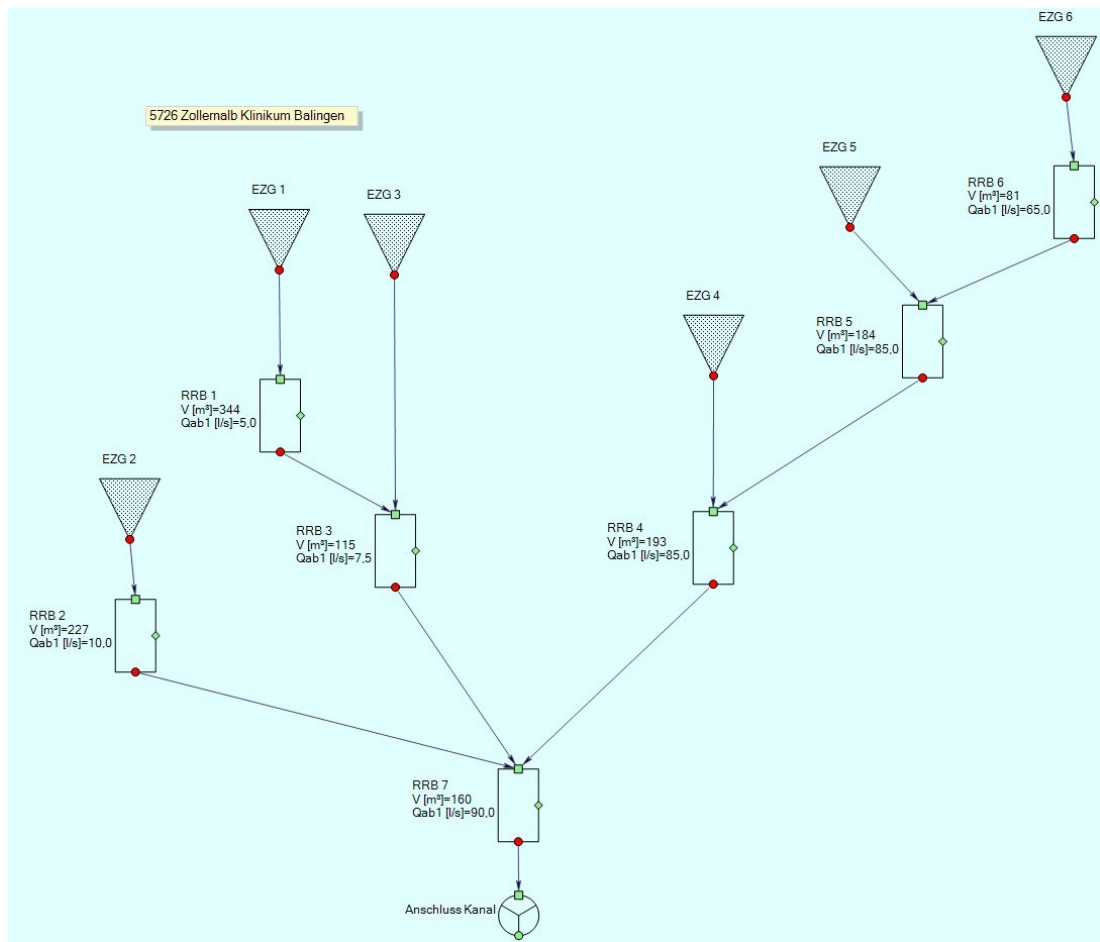 EZG 6
5726 Zollernalb Klinikum Balingen
EZG 5
RRB 6
V [m³]=81
Qab1 [l/s]=65,0
EZG 1
EZG 3
EZG 4
RRB 5
V [m³]=184
Qab1 [l/s]=85,0
RRB 1
V [m³]=344
Qab1 [l/s]=5,0
EZG 2
RRB 3
V [m³]=115
Qab1 [l/s]=7,5
RRB 4
V [m³]=193
Qab1 [l/s]=85,0
RRB 2
V [m³]=227
Qab1 [l/s]=10,0
RRB 7
V [m³]=160
Qab1 [l/s]=90,0
Anschluss Kanal